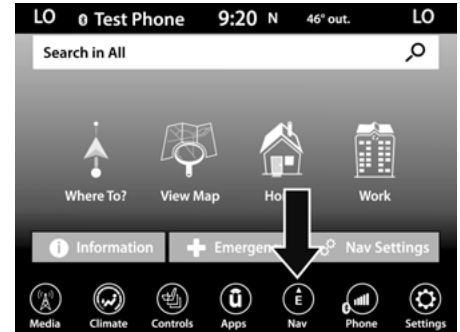 LO Test Phone 9:20 N 46° out. LO
Search in All
Where To? View Map Work
Information Nav Settings
E
Media Climate Controls Apps Nav Phone Settings